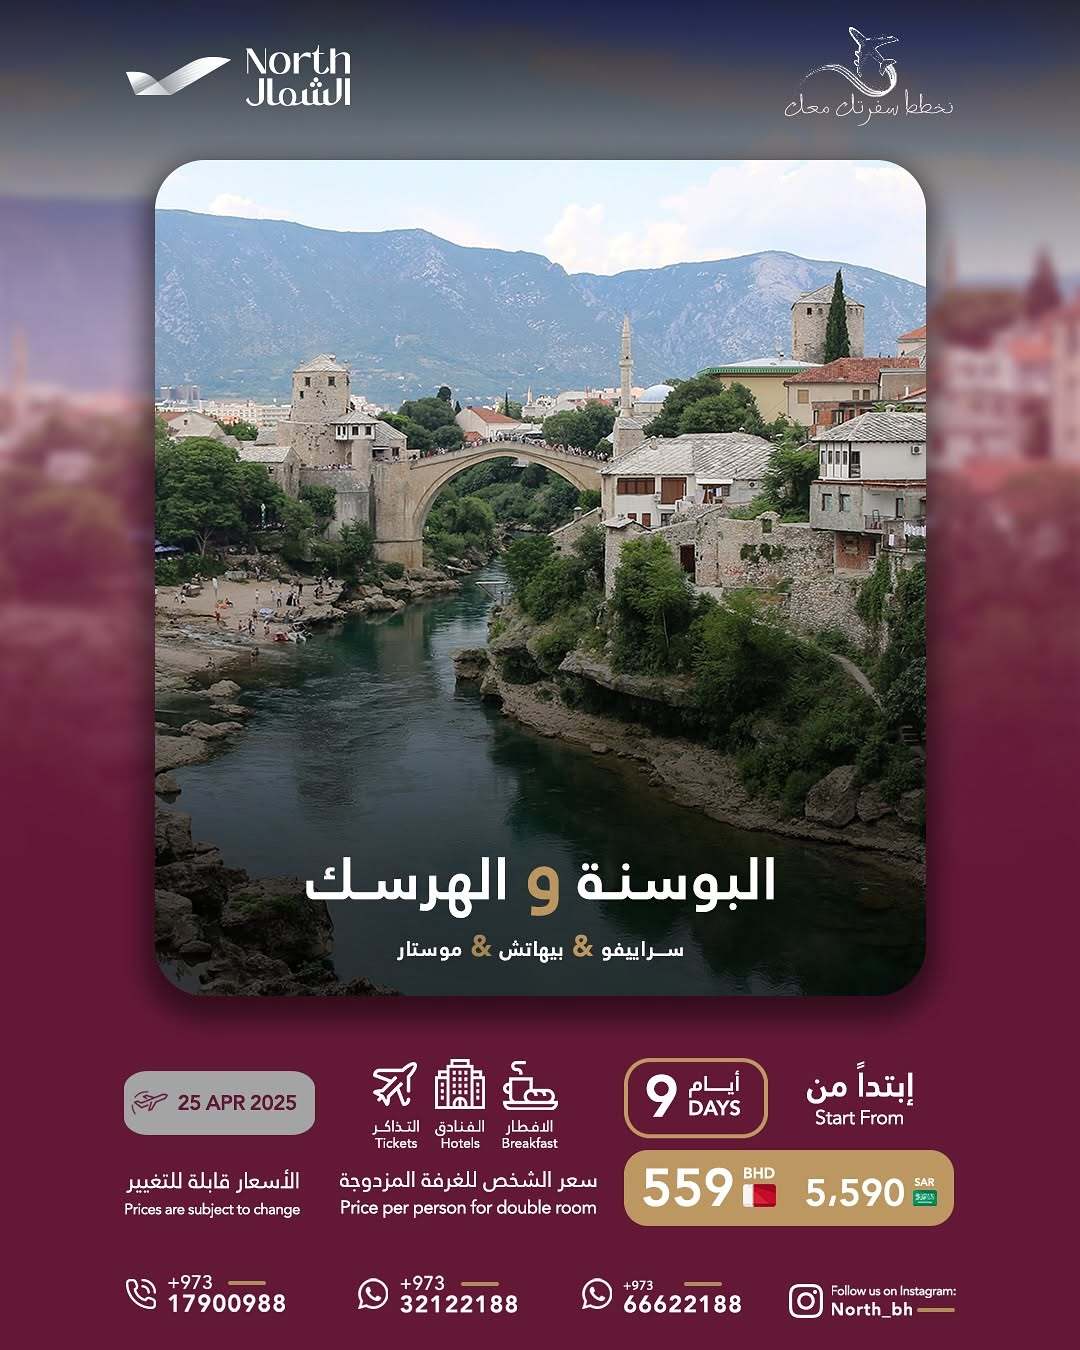 North
الشمال
نخطط سفرتك معك
البوسنة و الهرسك
سراييفو & بيهاتش & موستار
25 APR 2025
التذاكر
Tickets
الفنادق
Hotels
الافطار
Breakfast
9
أيام
DAYS
إبتداً من
Start From
الأسعار قابلة للتغيير
Prices are subject to change
سعر الشخص للغرفة المزدوجة
Price per person for double room
559 BHD
5,590 SAR
+973
17900988
+973
32122188
+973
66622188
Follow us on Instagram:
North_bh